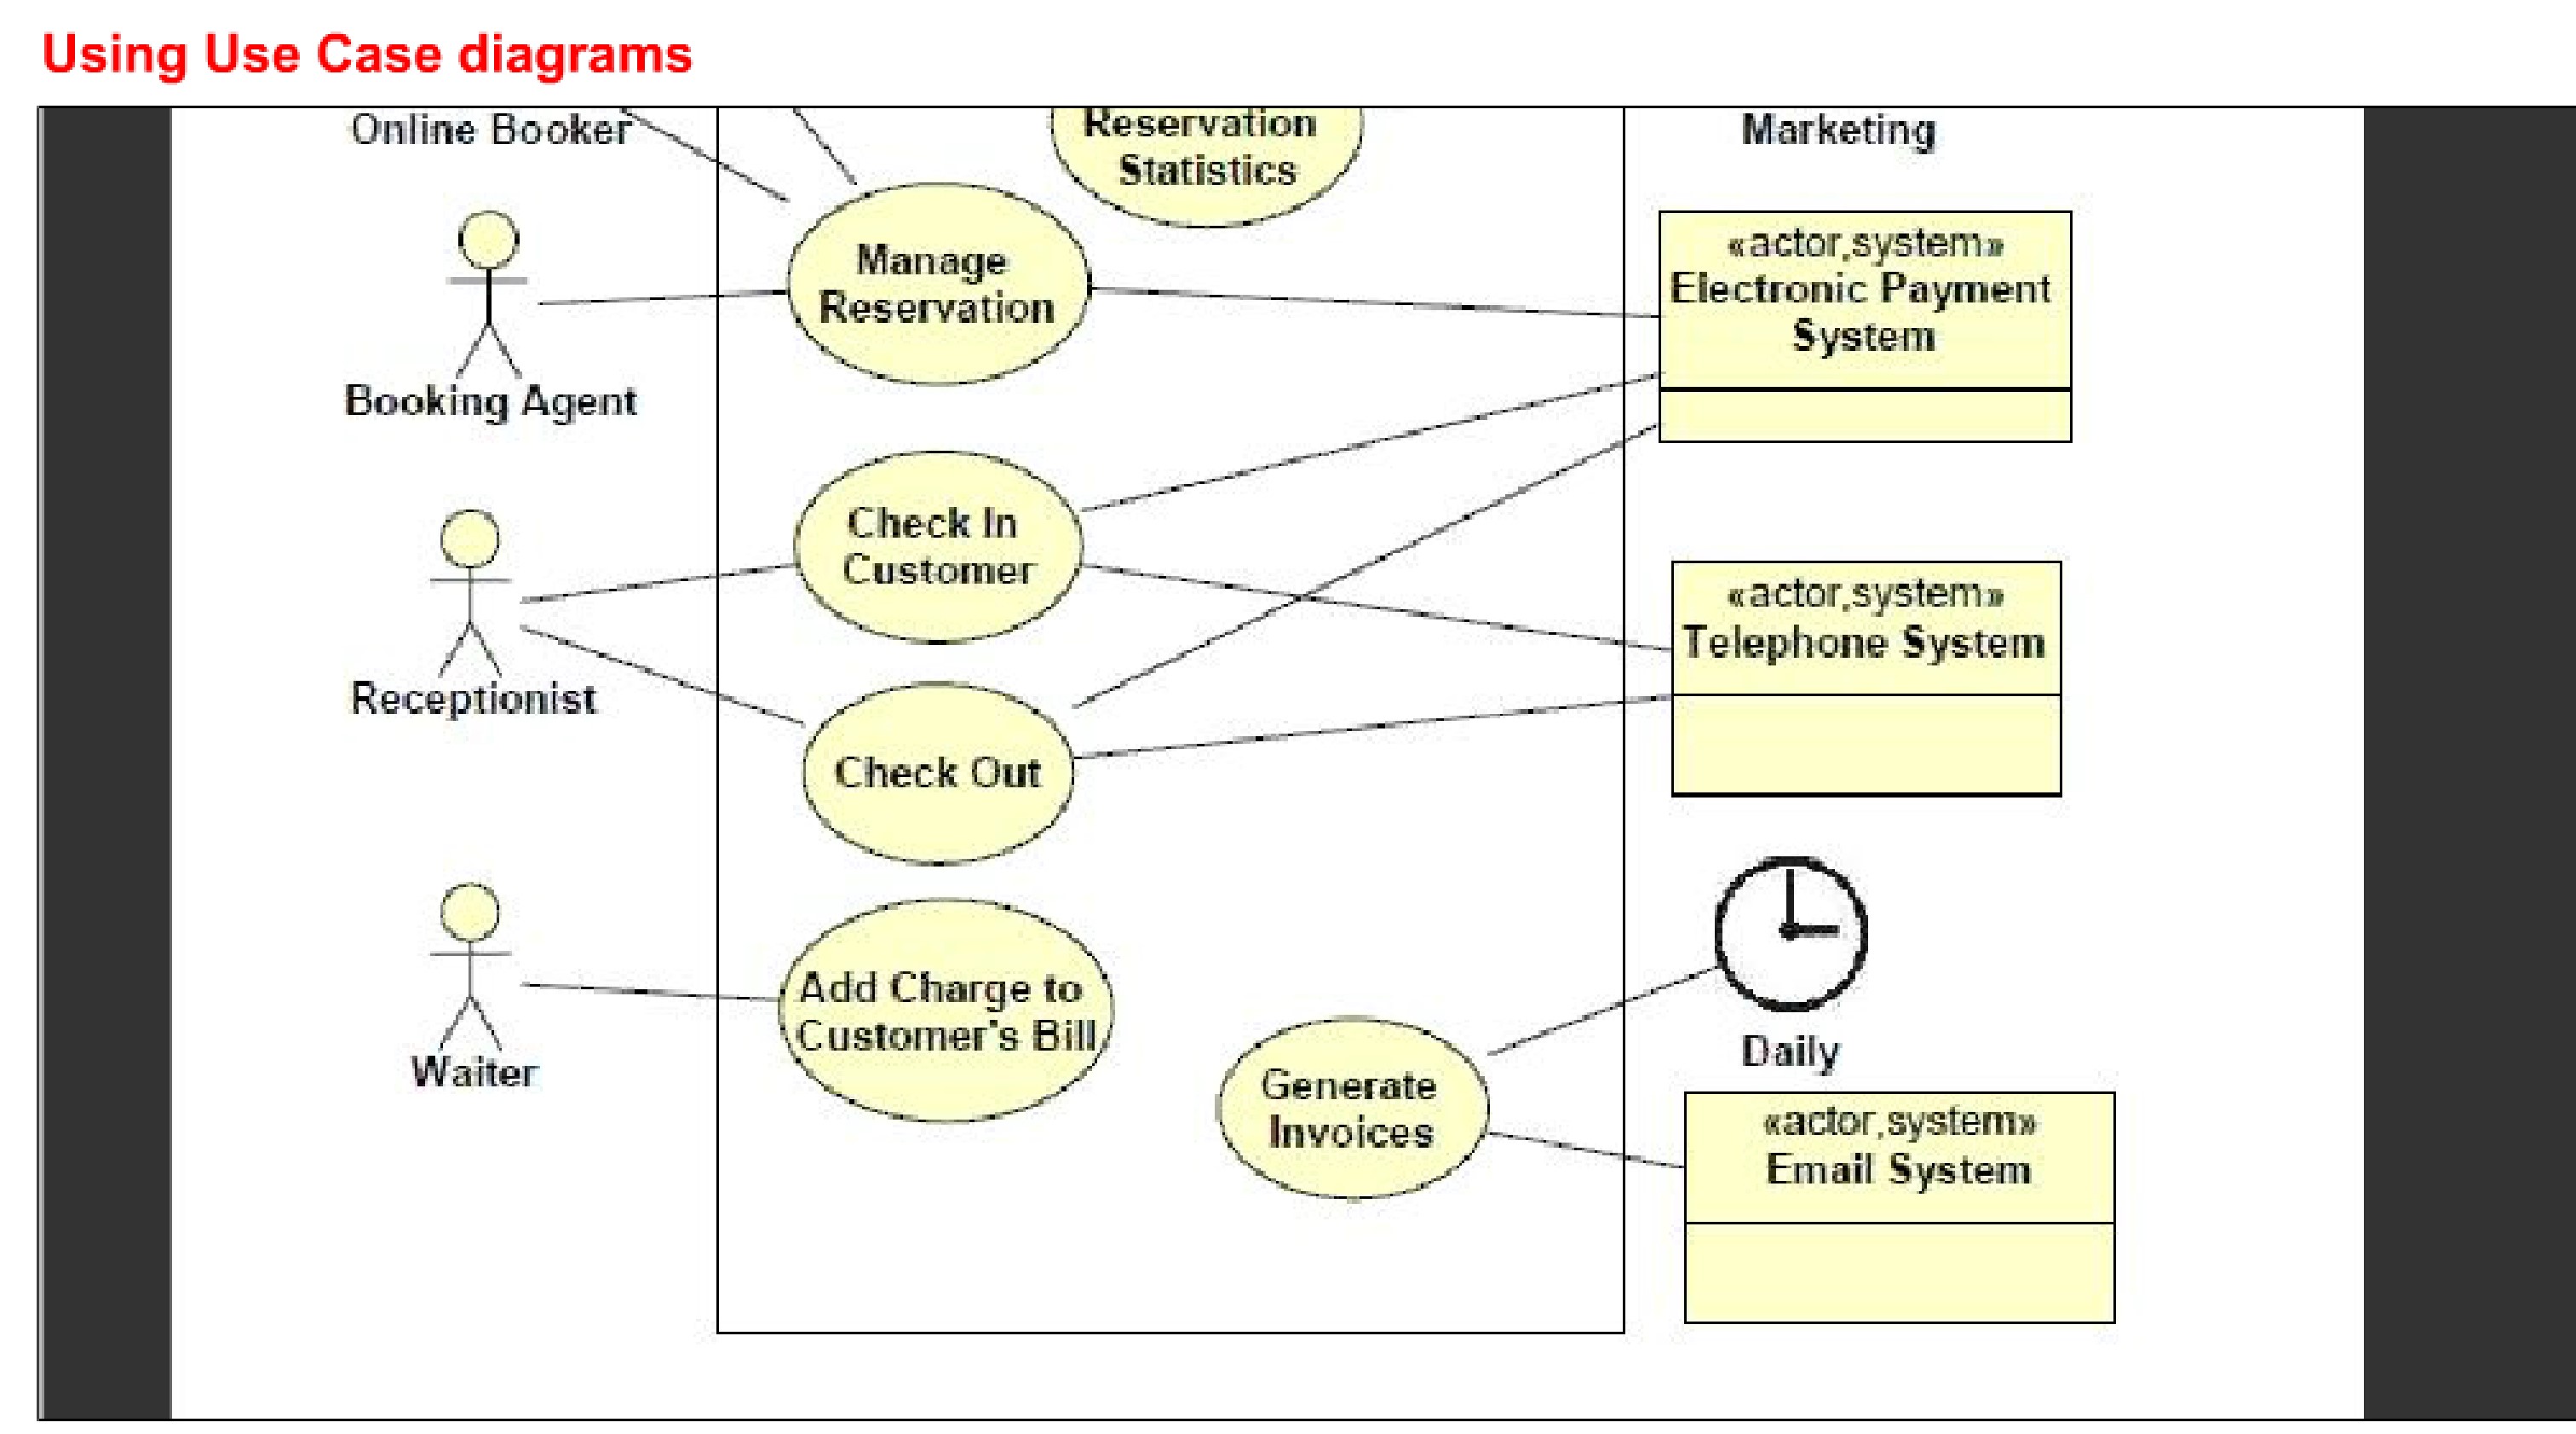 Using Use Case diagrams
Online Booker
Reservation
Statistics
Marketing
Manage
Reservation
«actor,system»
Electronic Payment
System
Booking Agent
Check In
Customer
«actor,system»
Telephone System
Receptionist
Check Out
Add Charge to
Customer's Bill
Waiter
Daily
Generate
Invoices
«actor,system»
Email System